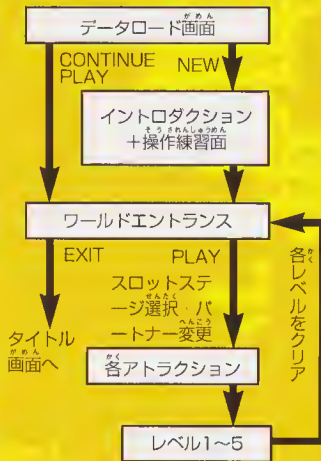 データロード画面
CONTINUE PLAY
NEW
イントロダクション
+操作練習面
ワールドエントランス
EXIT
PLAY
スロットステ
ージ選択・パ
ートナー変更
タイトル
画面へ
各アトラクション
レベル1~5
各レベルをクリア